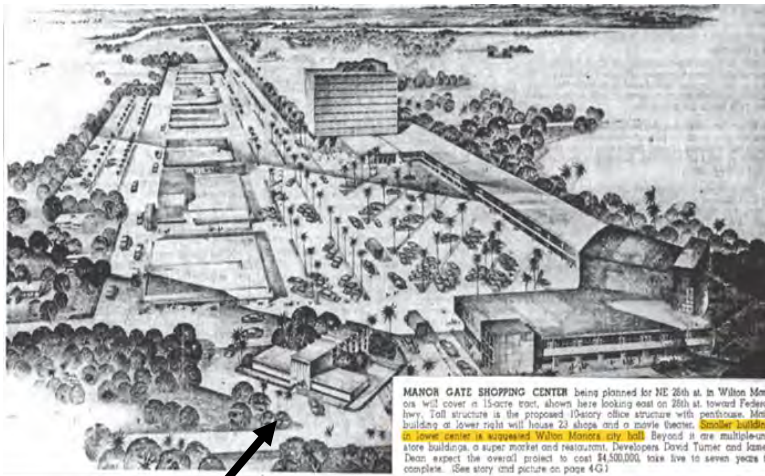 MANOR GATE SHOPPING CENTER being planned for NE 26th st. in Wilton Man-
ors will cover a 15-acre tract, shown here looking east on 26th st. toward Federal
hwy. Tall structure is the proposed 10-story office structure with penthouse.
building at lower right will house 23 shops and a movie theater. Smaller building
in lower center is suggested Wilton Manors city hall. Beyond it are multiple-unit
store buildings, a super market and restaurant. Developers David Turner and
Dean expect the overall project to cost $4,500,000, take five to seven years
complete. (See story and picture on page 4G.)